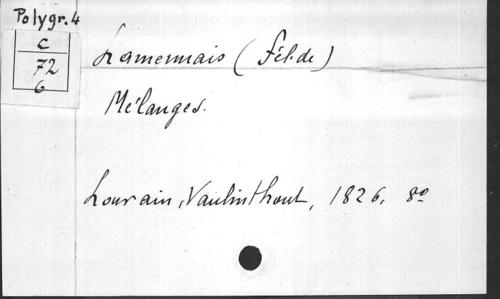 Polygr. 4
C
72
6
Lamennais (Fél. de)
Mélanges.
Louvain, Vanlinthout, 1826, 8º